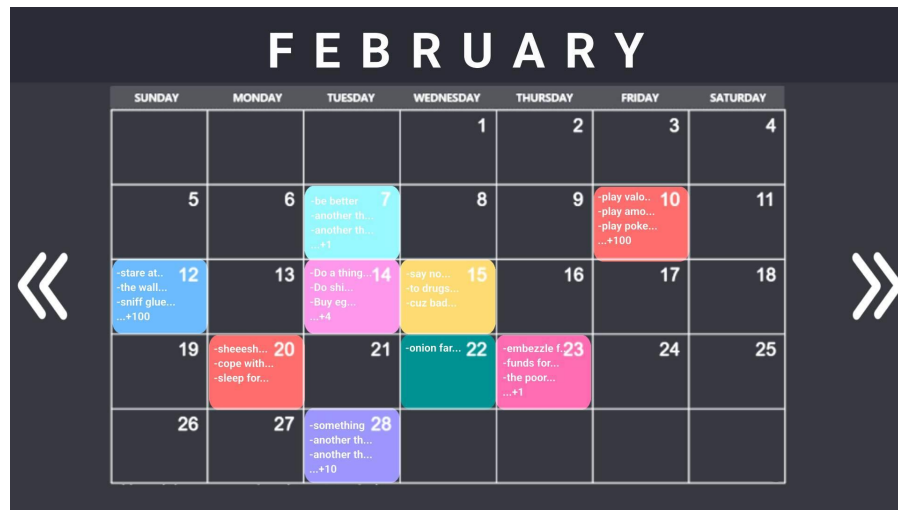 FEBRUARY
SUNDAY MONDAY TUESDAY WEDNESDAY THURSDAY FRIDAY SATURDAY
1 2 3 4
5 6 7 8 9 10 11
-be better
-another th...
-another th...
...+1
-play valo..
-play amo...
-play poke...
...+100
12 13 14 15 16 17 18
-stare at..
-the wall...
-sniff glue...
...+100
-Do a thing...
-Do shi...
-Buy eg...
...+4
-say no...
-to drugs...
-cuz bad...
19 20 21 22 23 24 25
-sheeesh...
-cope with...
-sleep for...
-onion far...
-embezzle f..
-funds for...
-the poor...
...+1
26 27 28
-something
-another th...
-another th...
...+10